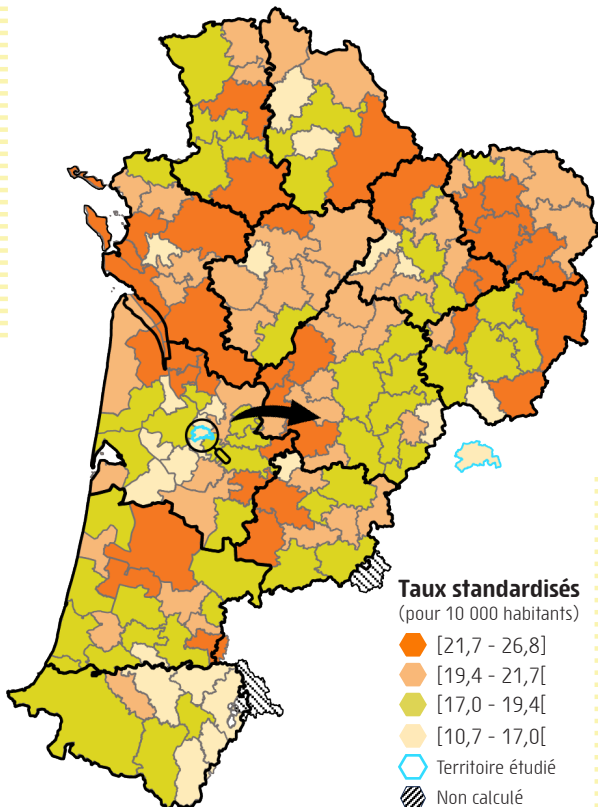 Taux standardisés
(pour 10 000 habitants)
[21,7 - 26,8]
[19,4 - 21,7[
[17,0 - 19,4[
[10,7 - 17,0[
Territoire étudié
Non calculé